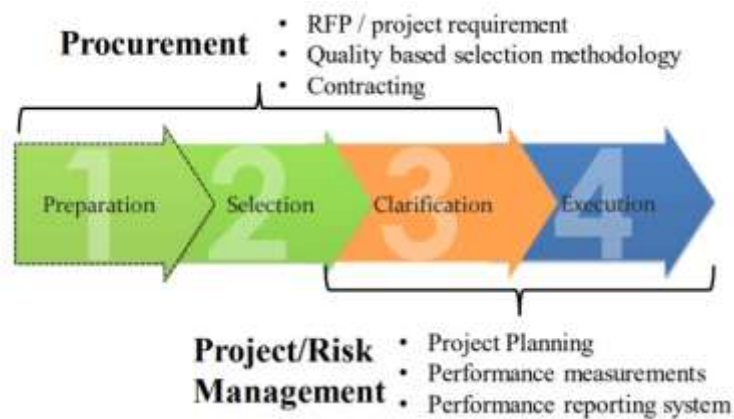 Procurement
• RFP / project requirement
• Quality based selection methodology
• Contracting
1 2 3 4
Preparation Selection Clarification Execution
Project/Risk
Management
• Project Planning
• Performance measurements
• Performance reporting system